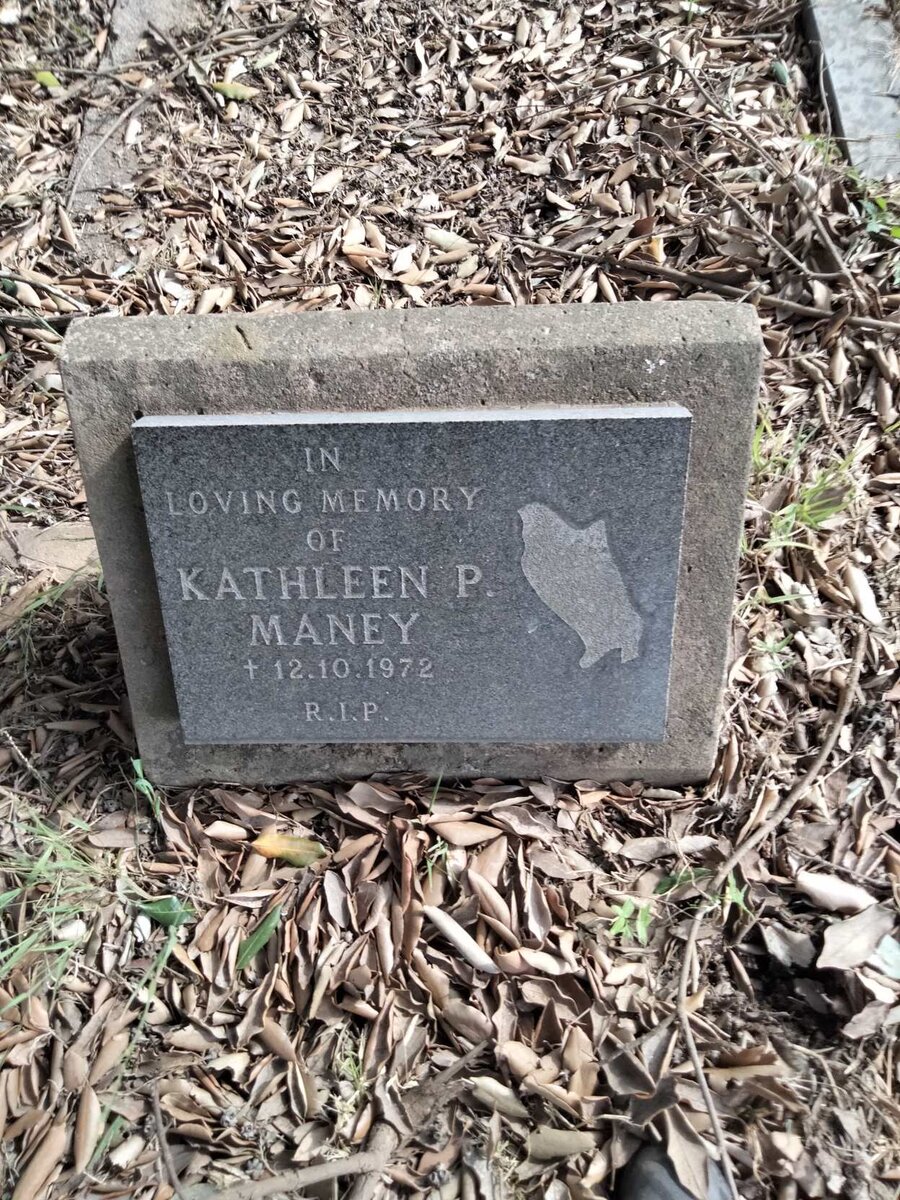 IN
LOVING MEMORY
OF
KATHLEEN P.
MANEY
† 12.10.1972
R.I.P.